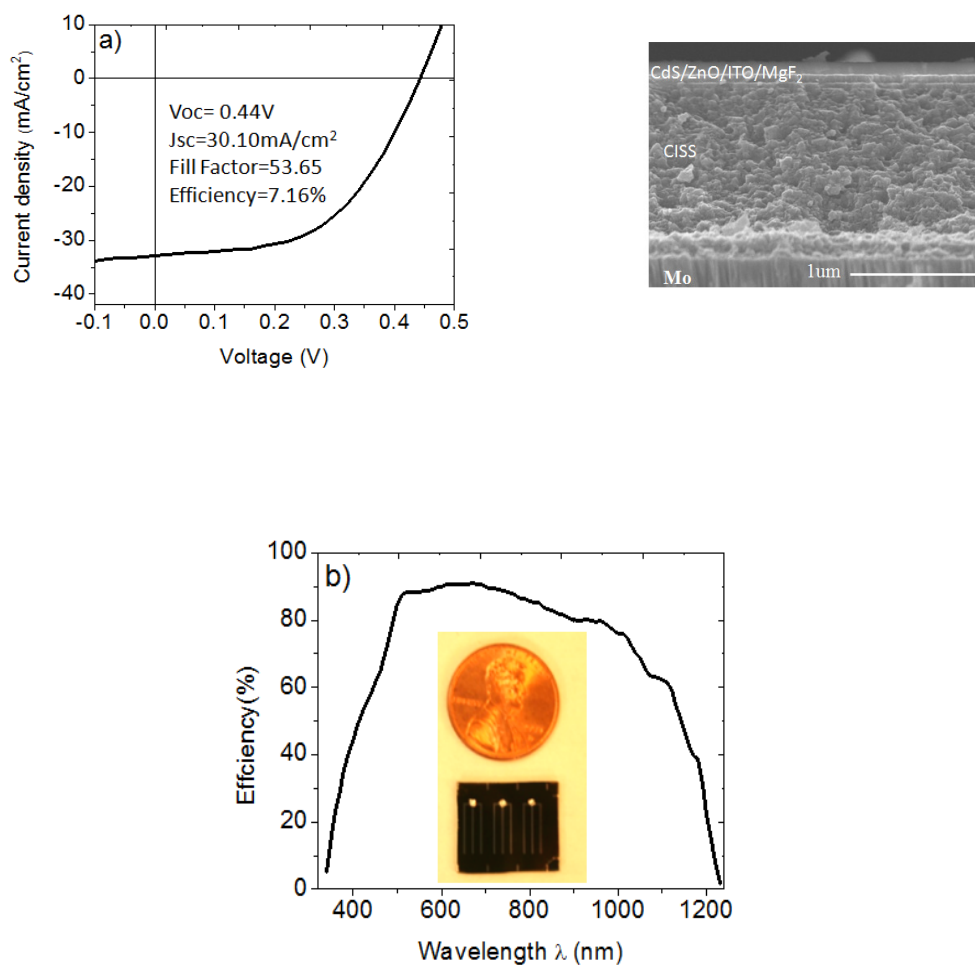 a)
Current density (mA/cm²)
10
0
-10
-20
-30
-40
Voc= 0.44V
Jsc=30.10mA/cm²
Fill Factor=53.65
Efficiency=7.16%
-0.1 0.0 0.1 0.2 0.3 0.4 0.5
Voltage (V)
CdS/ZnO/ITO/MgF₂
CISS
Mo
1um
b)
Effciency(%)
100
80
60
40
20
0
400 600 800 1000 1200
Wavelength λ (nm)